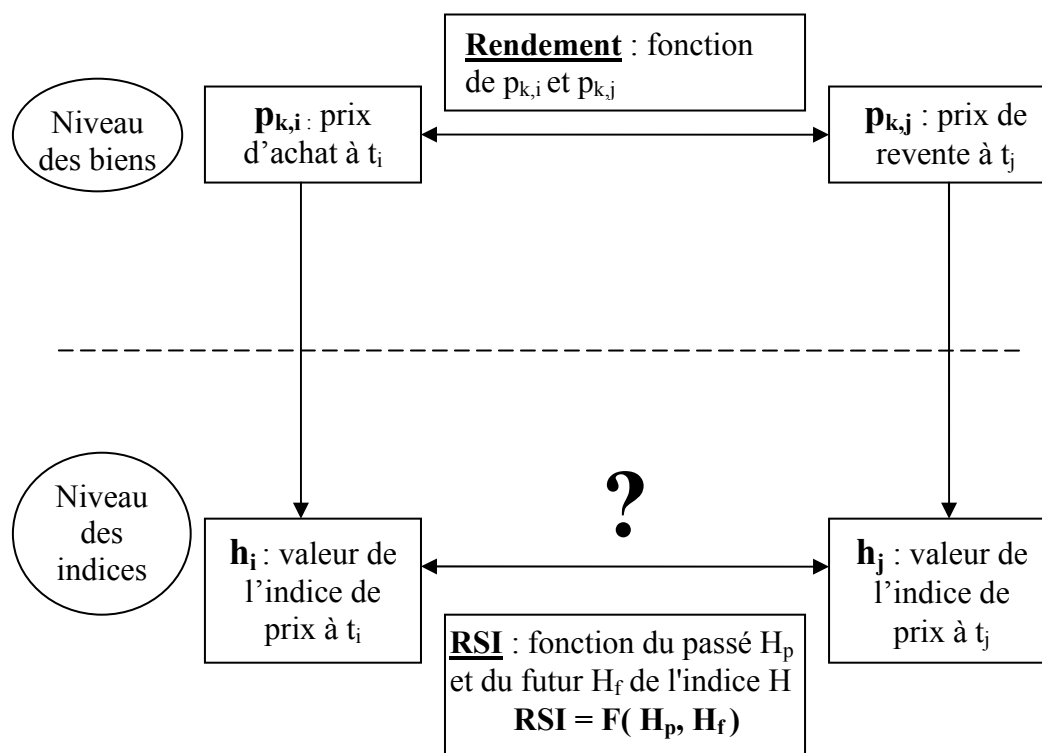 Rendement : fonction
de pk,i et pk,j
Niveau
des biens
pk,i : prix
d’achat à ti
pk,j : prix de
revente à tj
Niveau
des
indices
?
hi : valeur de
l’indice de
prix à ti
hj : valeur de
l’indice de
prix à tj
RSI : fonction du passé Hp
et du futur Hf de l'indice H
RSI = F( Hp, Hf )